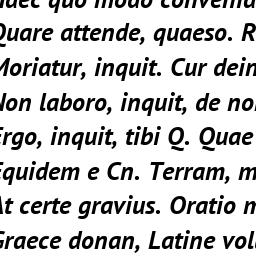 Quare attende, quaeso. R
Moriatur, inquit. Cur dein
Non laboro, inquit, de no
Ergo, inquit, tibi Q. Quae
Equidem e Cn. Terram, m
At certe gravius. Oratio m
Graece donan, Latine vol